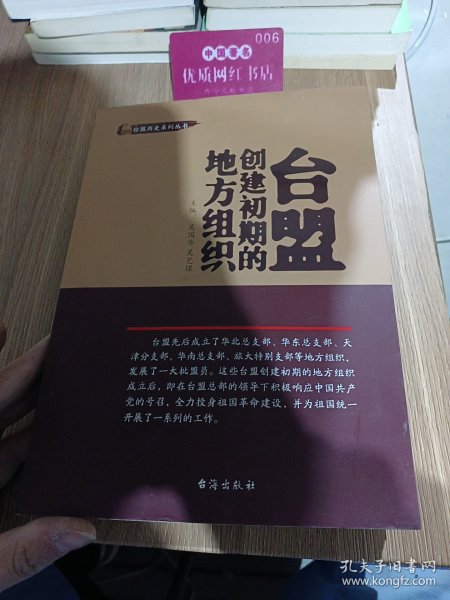 006
中国著名
优质网红书店
台盟历史系列丛书
台盟
创建初期的
地方组织
主编 吴国华 吴艺煤
台盟先后成立了华北总支部、华东总支部、天
津分支部、华南总支部、旅大特别支部等地方组织,
发展了一大批盟员。这些台盟创建初期的地方组织
成立后,即在台盟总部的领导下积极响应中国共产
党的号召,全力投身祖国革命建设,并为祖国统一
开展了一系列的工作。
台海出版社
孔夫子旧书网
www.kongfz.com